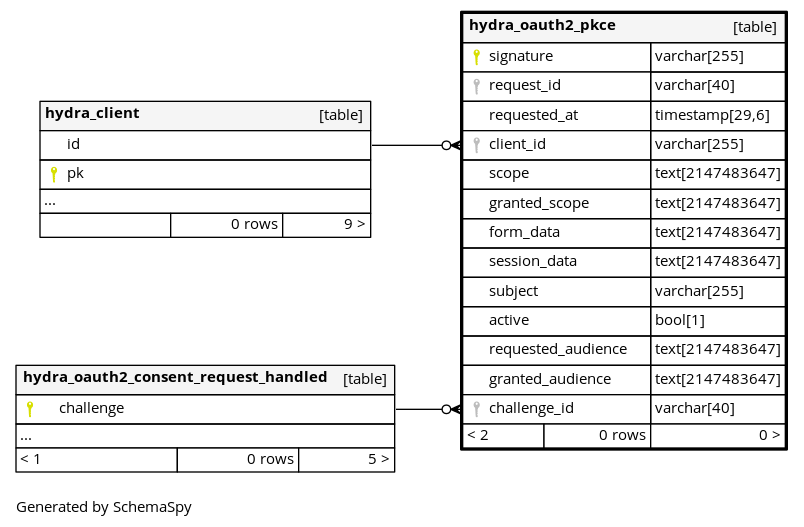 hydra_oauth2_pkce [table]
signature varchar[255]
request_id varchar[40]
requested_at timestamp[29,6]
client_id varchar[255]
scope text[2147483647]
granted_scope text[2147483647]
form_data text[2147483647]
session_data text[2147483647]
subject varchar[255]
active bool[1]
requested_audience text[2147483647]
granted_audience text[2147483647]
challenge_id varchar[40]
< 2 0 rows 0 >
hydra_client [table]
id
pk
...
0 rows 9 >
hydra_oauth2_consent_request_handled [table]
challenge
...
< 1 0 rows 5 >
Generated by SchemaSpy